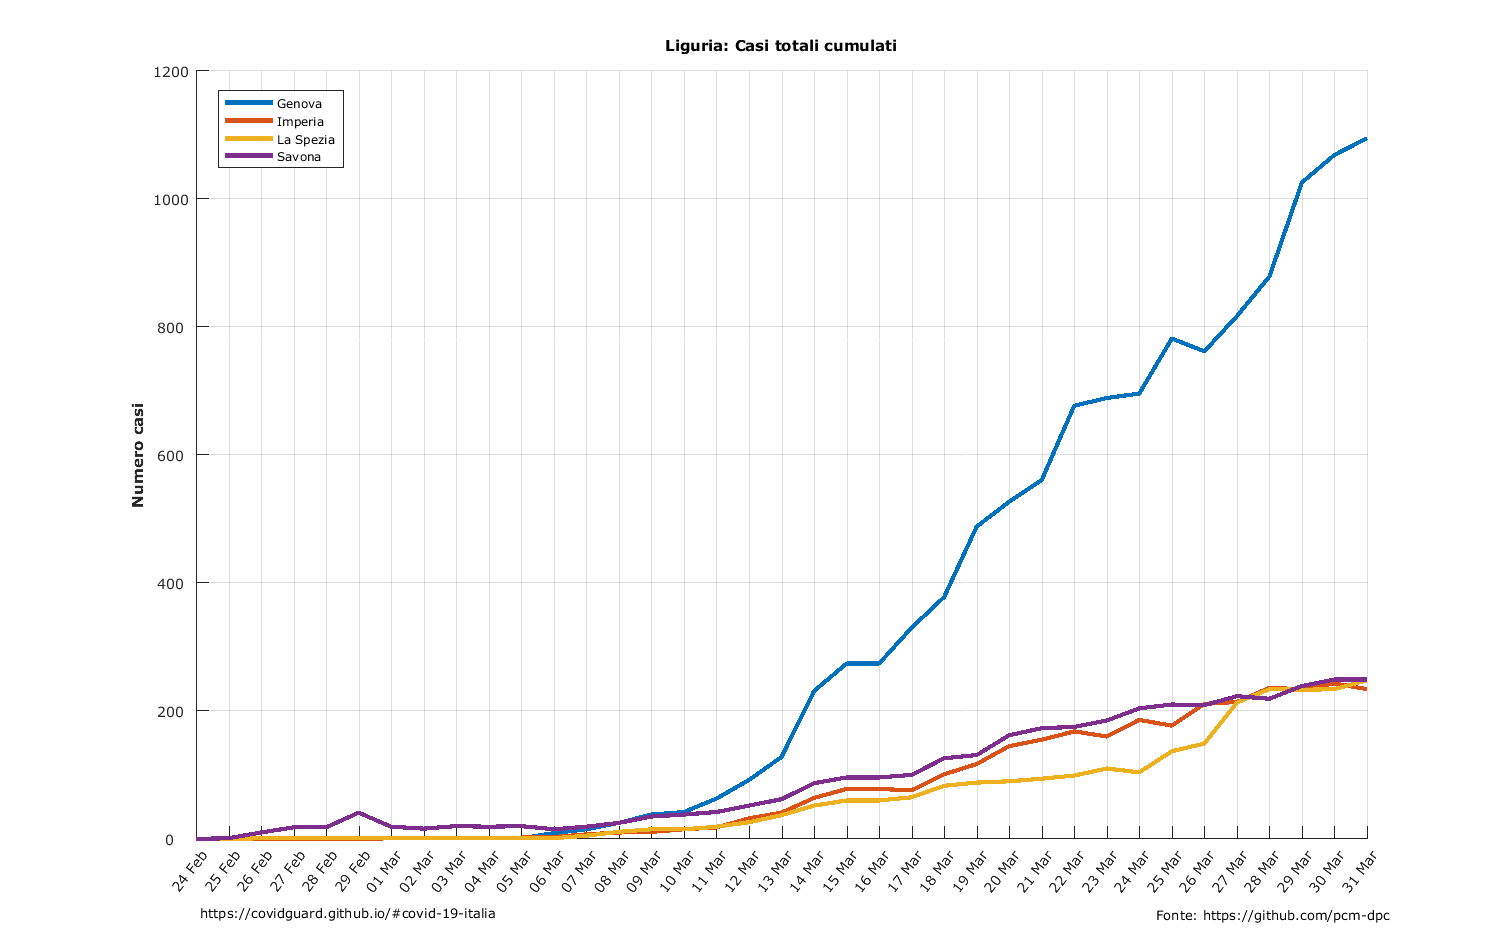 Liguria: Casi totali cumulati
1200
1000
800
600
400
200
0
Numero casi
Genova
Imperia
La Spezia
Savona
24 Feb
25 Feb
26 Feb
27 Feb
28 Feb
29 Feb
01 Mar
02 Mar
03 Mar
04 Mar
05 Mar
06 Mar
07 Mar
08 Mar
09 Mar
10 Mar
11 Mar
12 Mar
13 Mar
14 Mar
15 Mar
16 Mar
17 Mar
18 Mar
19 Mar
20 Mar
21 Mar
22 Mar
23 Mar
24 Mar
25 Mar
26 Mar
27 Mar
28 Mar
29 Mar
30 Mar
31 Mar
https://covidguard.github.io/#covid-19-italia
Fonte: https://github.com/pcm-dpc